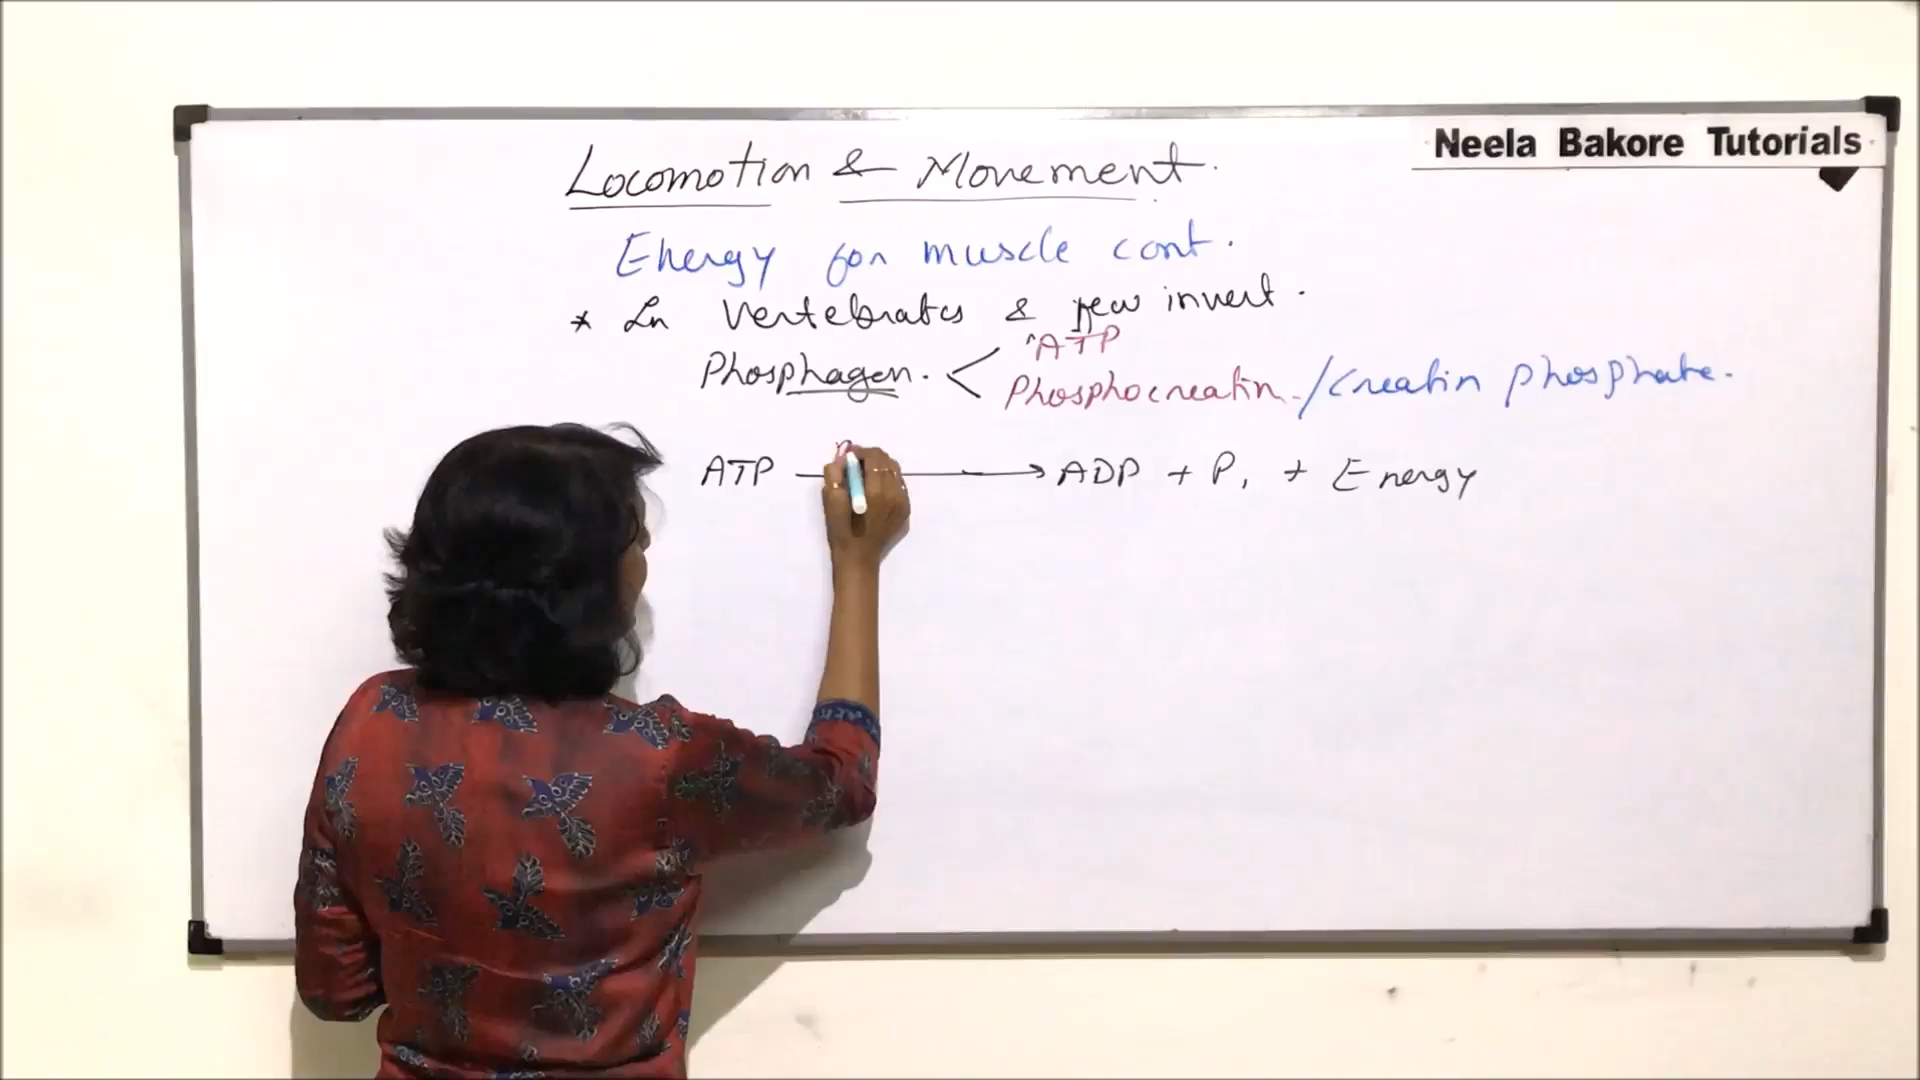 Neela Bakore Tutorials
Locomotion & Movement.
Energy for muscle cont.
* In Vertebrates & few invert.
Phosphagen. < ATP
Phosphocreatin. / Creatin phosphate.
ATP → ADP + Pi + Energy